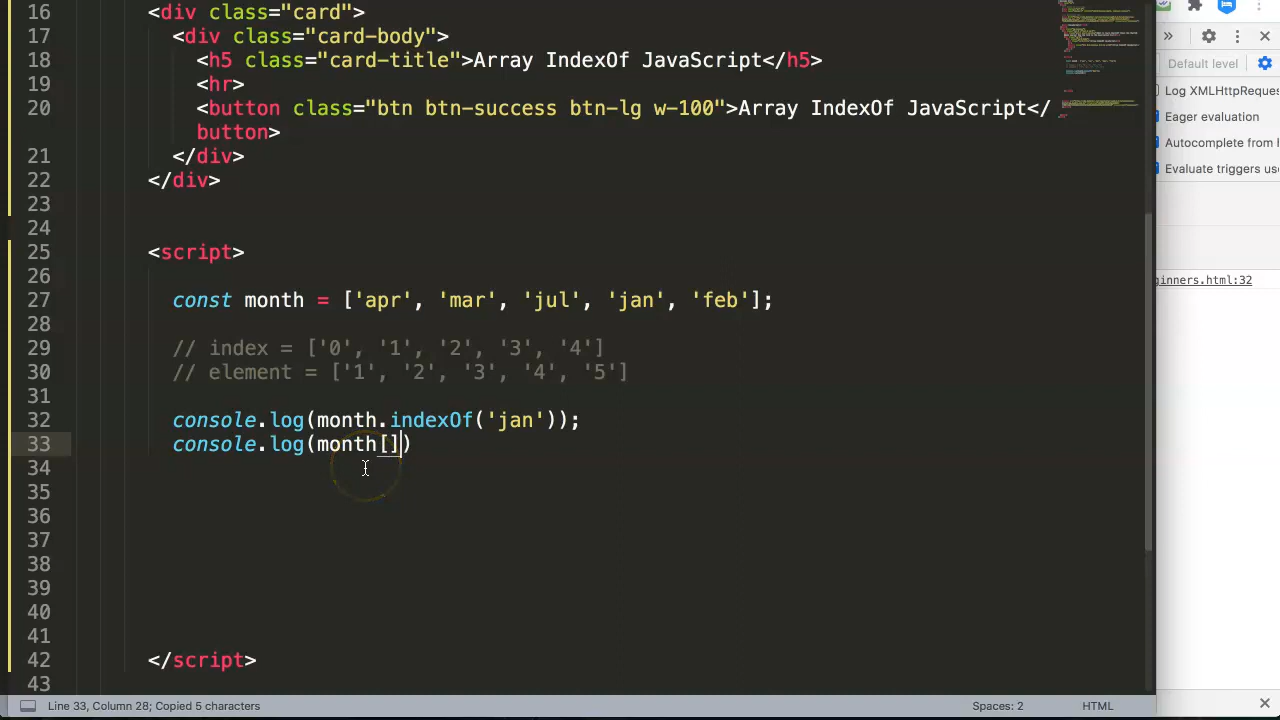 16 <div class="card">
17 <div class="card-body">
18 <h5 class="card-title">Array IndexOf JavaScript</h5>
19 <hr>
20 <button class="btn btn-success btn-lg w-100">Array IndexOf JavaScript</
button>
21 </div>
22 </div>
23
24
25 <script>
26
27 const month = ['apr', 'mar', 'jul', 'jan', 'feb'];
28
29 // index = ['0', '1', '2', '3', '4']
30 // element = ['1', '2', '3', '4', '5']
31
32 console.log(month.indexOf('jan'));
33 console.log(month[])
34
35
36
37
38
39
40
41
42 </script>
43
Line 33, Column 28; Copied 5 characters
Spaces: 2
HTML
»
Default level
Log XMLHttpReques
Eager evaluation
Autocomplete from h
Evaluate triggers use
ginners.html:32